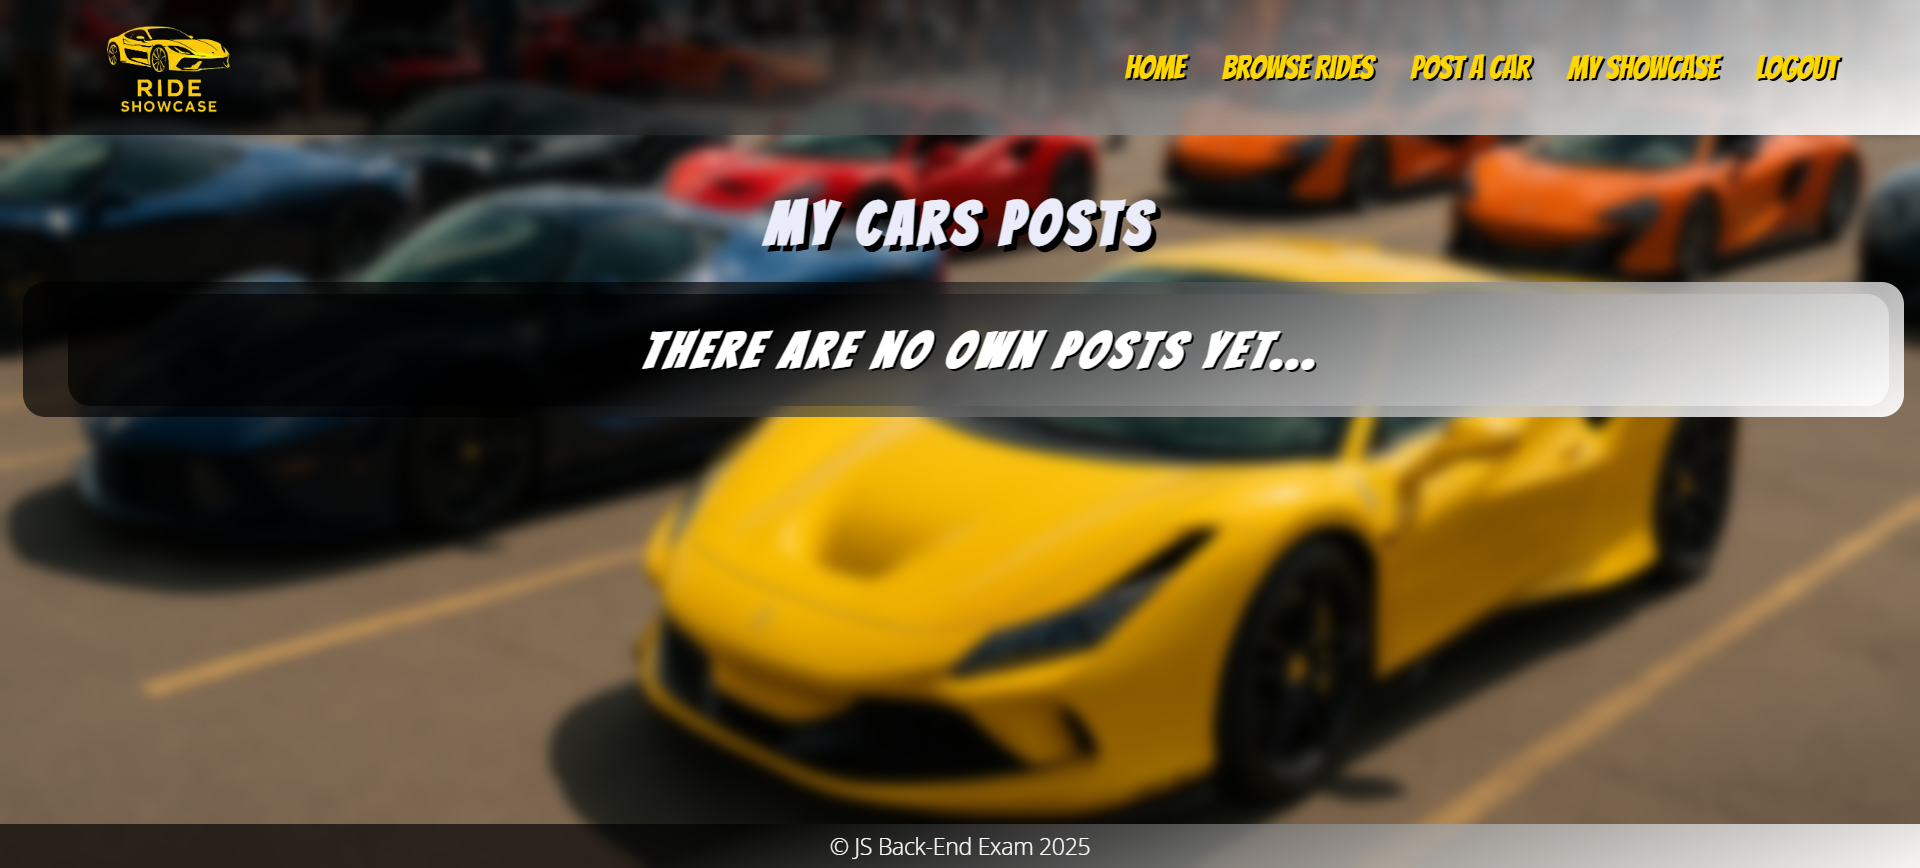 RIDE
SHOWCASE
HOME BROWSE RIDES POST A CAR MY SHOWCASE LOGOUT
MY CARS POSTS
THERE ARE NO OWN POSTS YET...
© JS Back-End Exam 2025